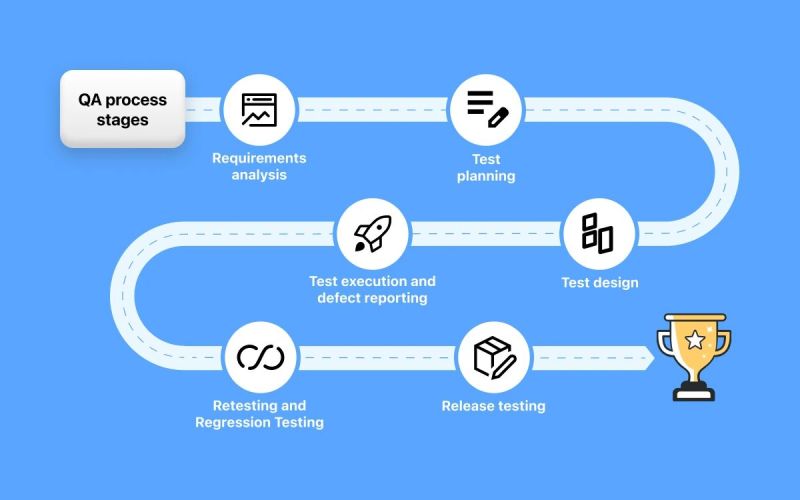 QA process
stages
Requirements
analysis
Test
planning
Test execution and
defect reporting
Test design
Retesting and
Regression Testing
Release testing